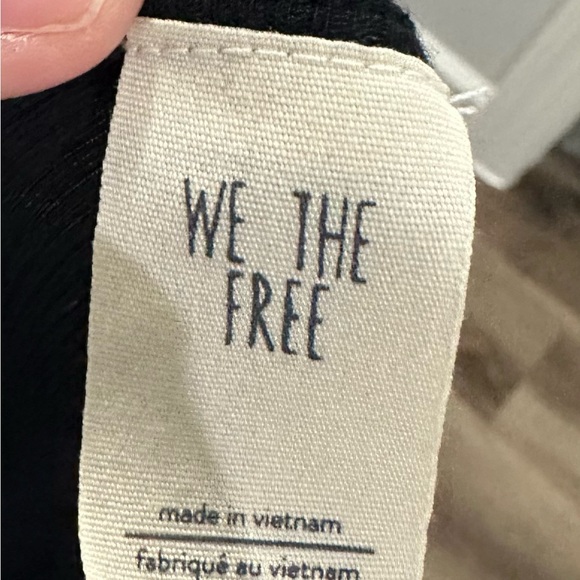 WE THE
FREE
made in vietnam
fabriqué au vietnam